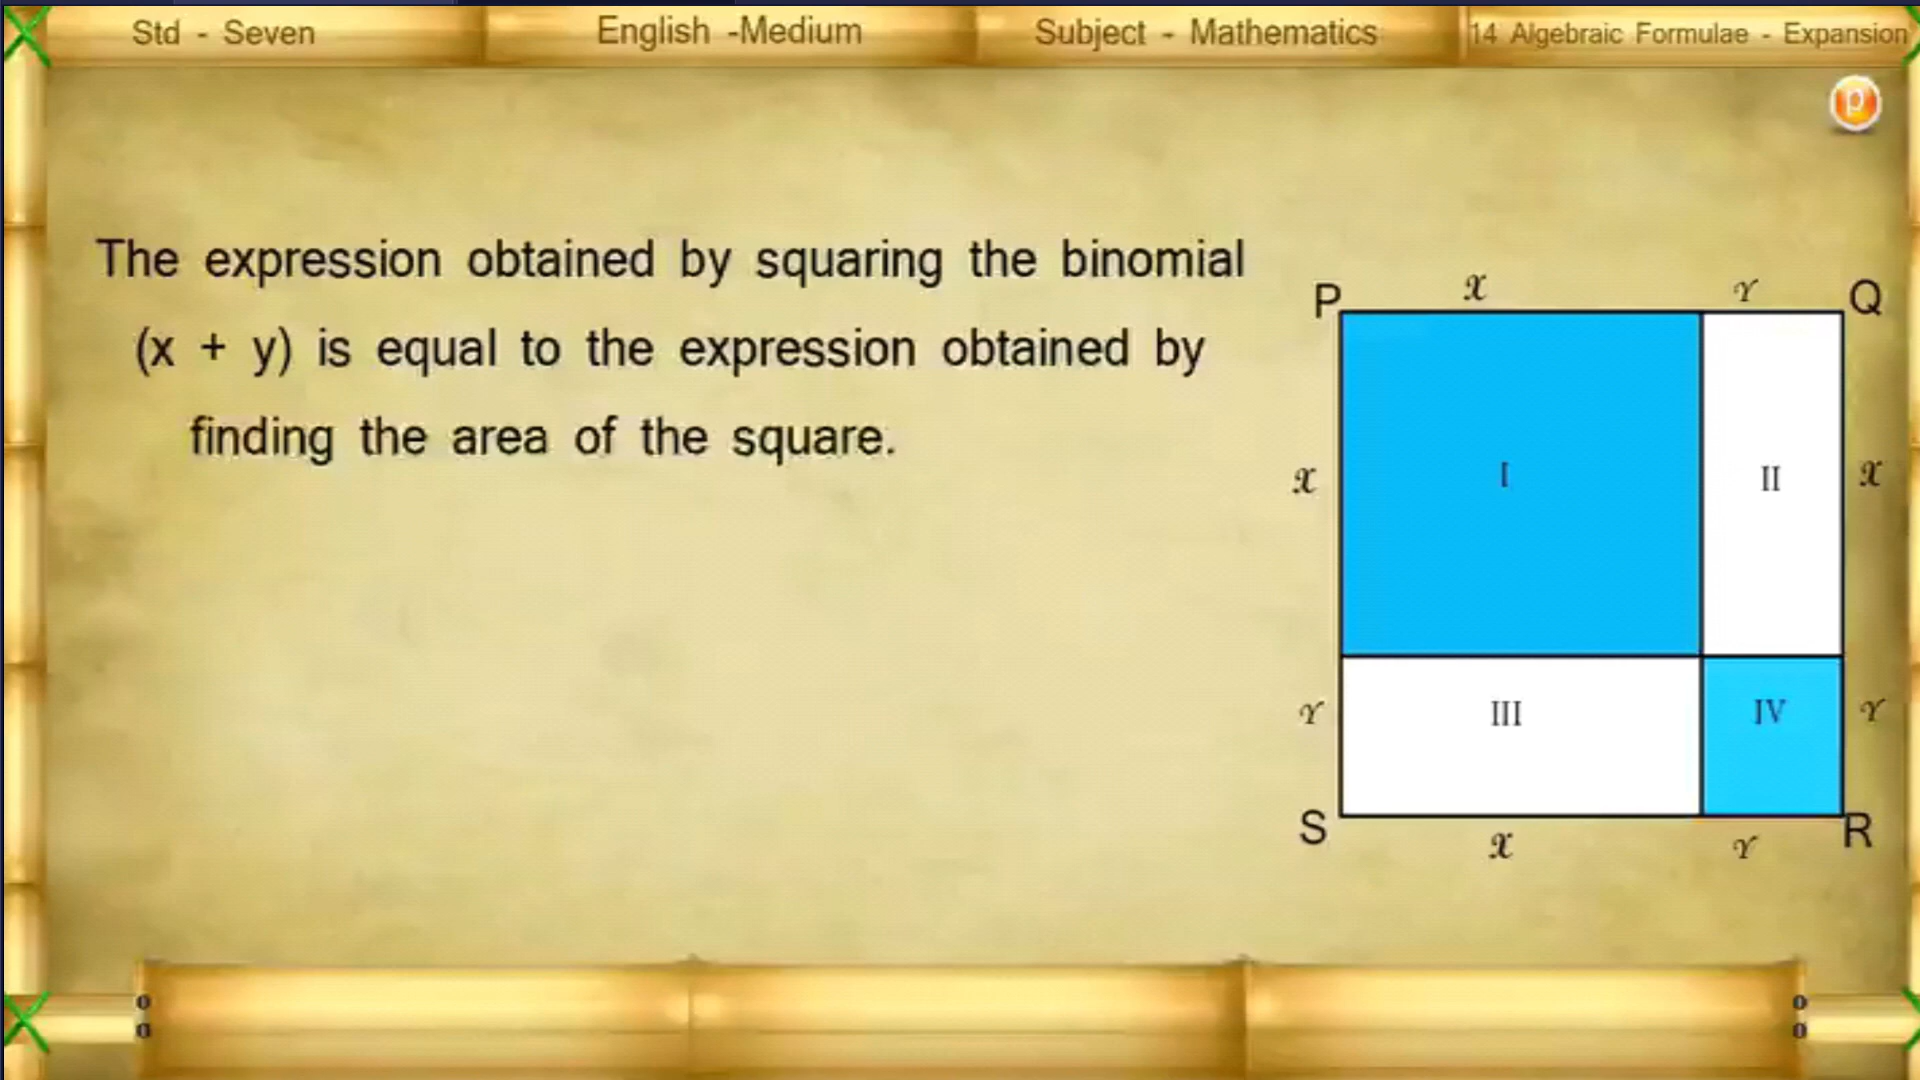 Std - Seven
English -Medium
Subject - Mathematics
14 Algebraic Formulae - Expansion
p
The expression obtained by squaring the binomial
(x + y) is equal to the expression obtained by
finding the area of the square.
P x Y Q
x I II x
Y III IV Y
S x Y R